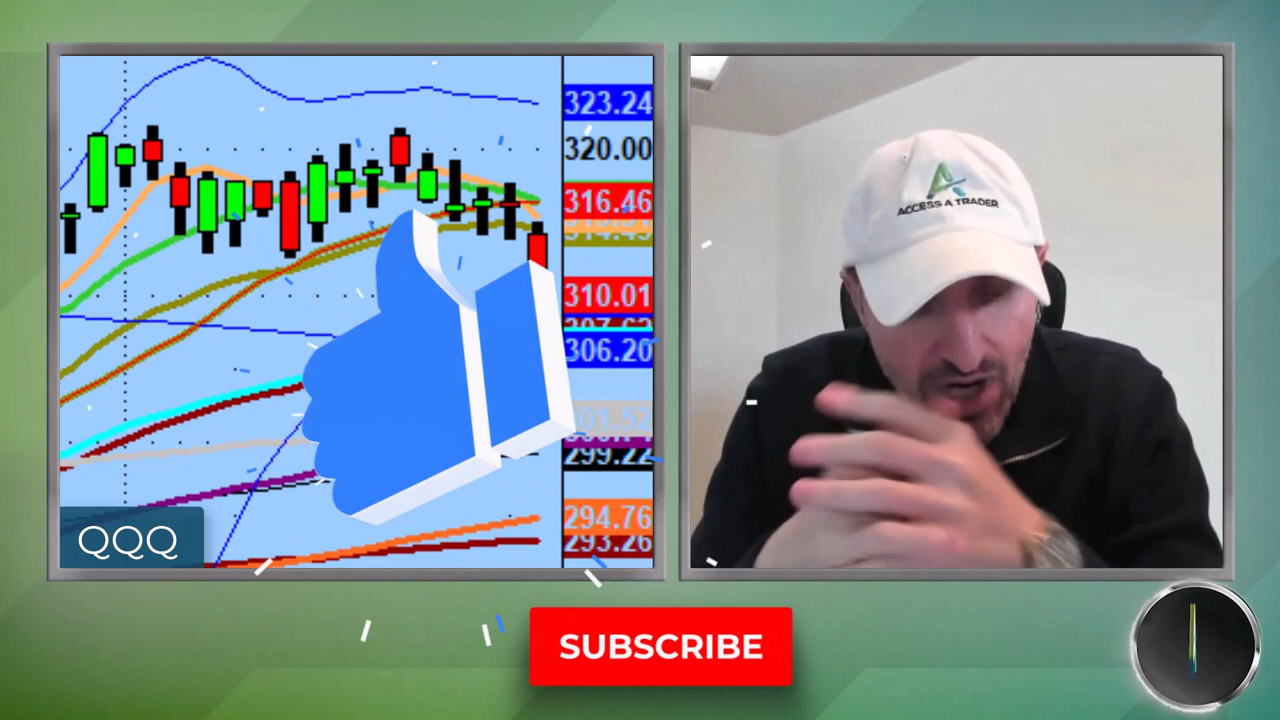 323.24
320.00
316.46
310.01
306.20
299.22
294.76
293.26
QQQ
ACCESS A TRADER
SUBSCRIBE